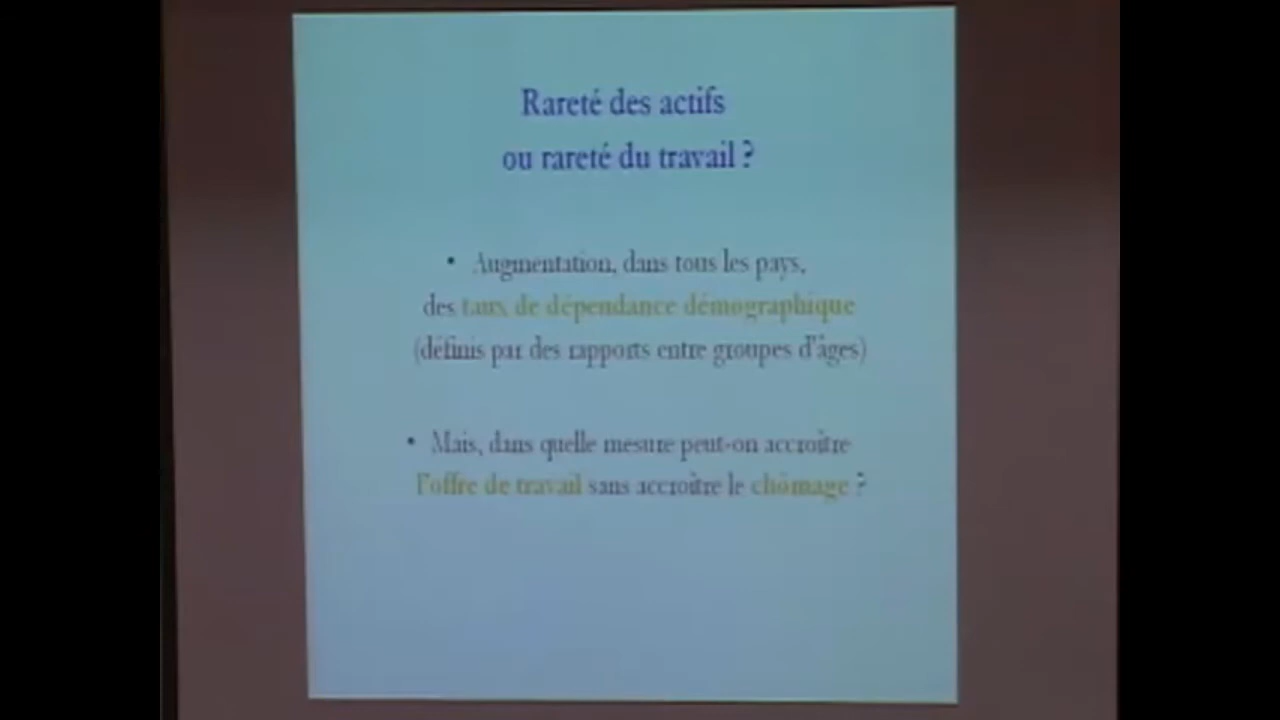 Rareté des actifs
ou rareté du travail ?
• Augmentation, dans tous les pays,
des taux de dépendance démographique
(définis par des rapports entre groupes d'âges)
• Mais, dans quelle mesure peut-on accroître
l'offre de travail sans accroître le chômage ?